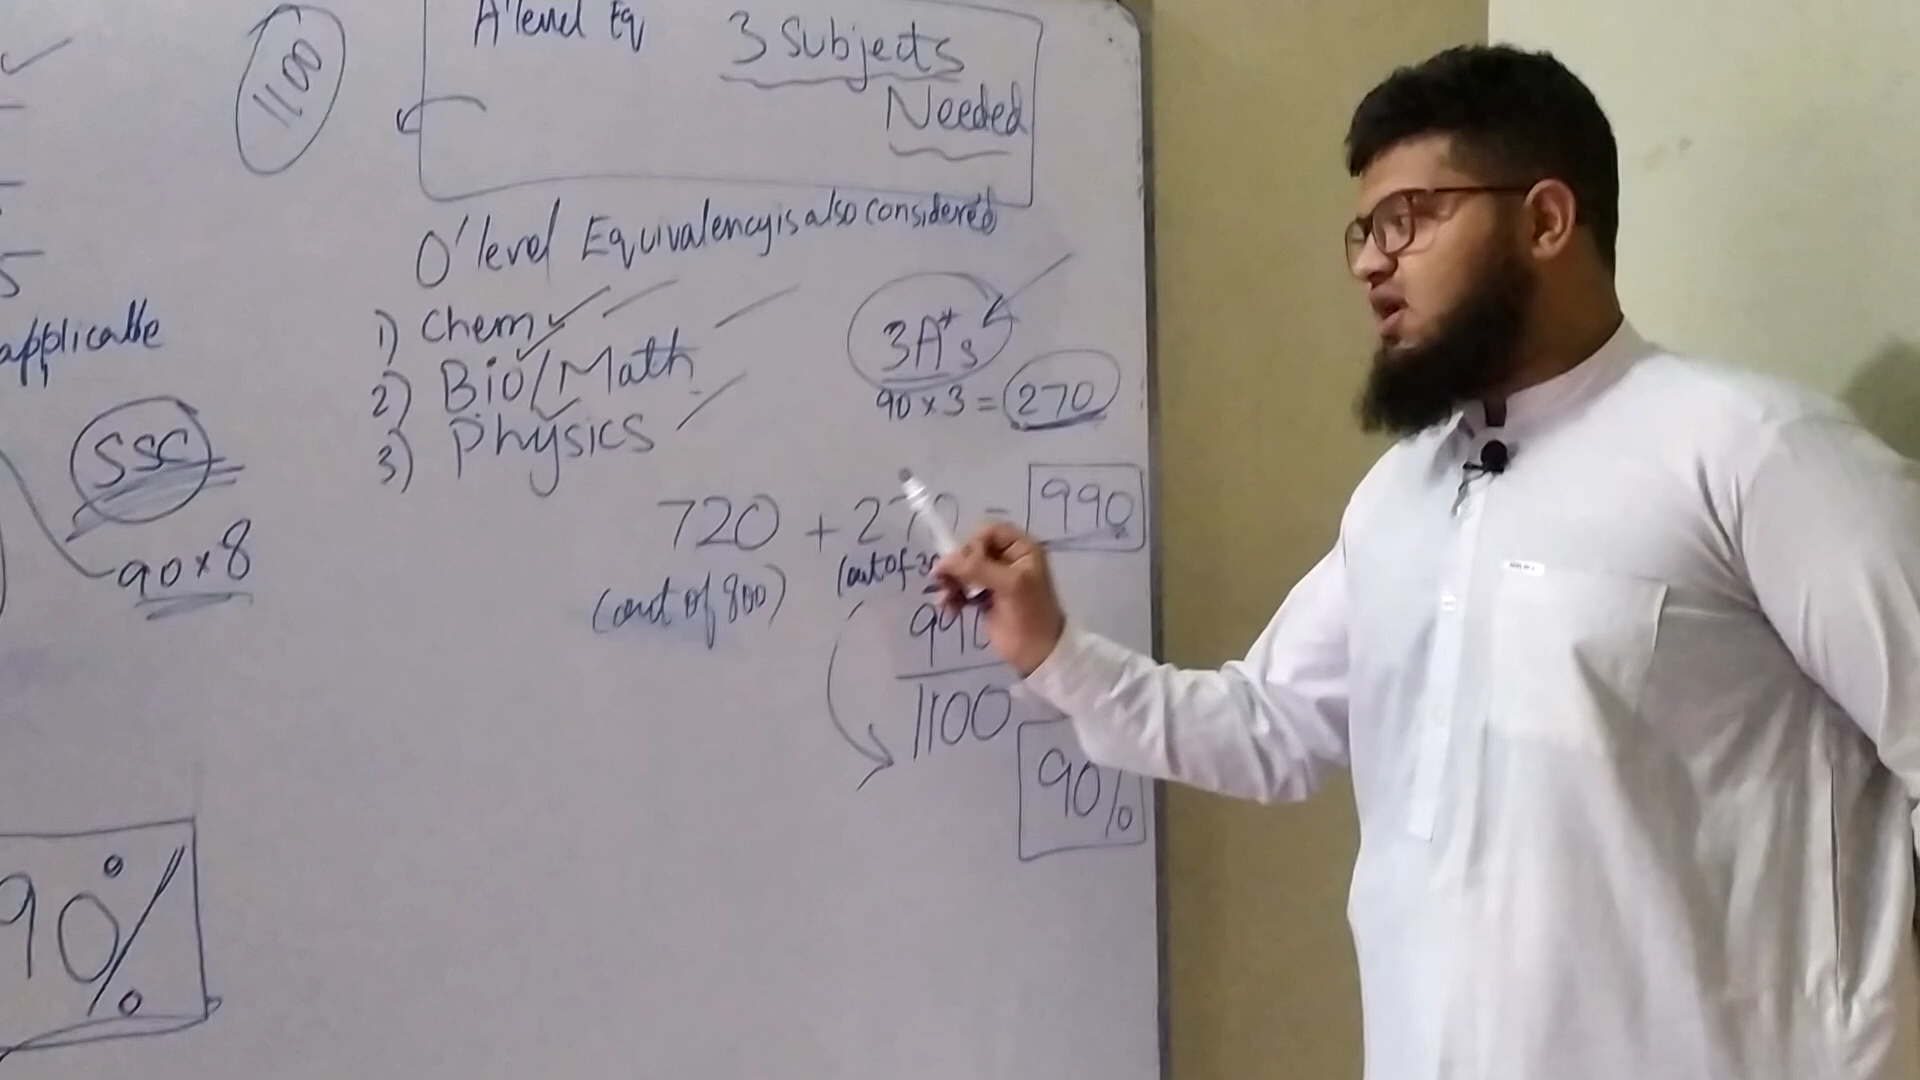 1100
A'level Eq
3 subjects
Needed
O'level Equivalency is also considered
5
applicable
1) Chem
2) Bio/Math
3) Physics
3A*s
90 x 3 = 270
SSC
90 x 8
720 + 270 = 990
(out of 800) (out of
990
1100
90%
90%